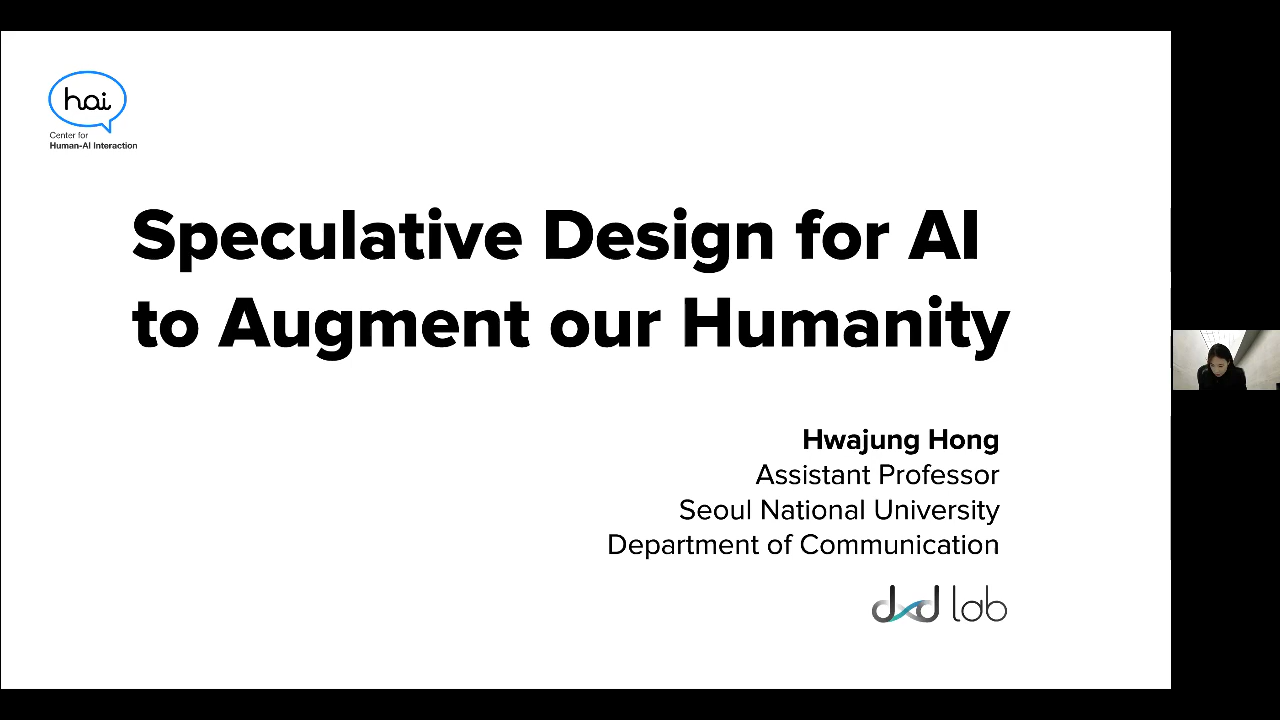 hai
Center for
Human-AI Interaction
Speculative Design for AI
to Augment our Humanity
Hwajung Hong
Assistant Professor
Seoul National University
Department of Communication
dxd lab